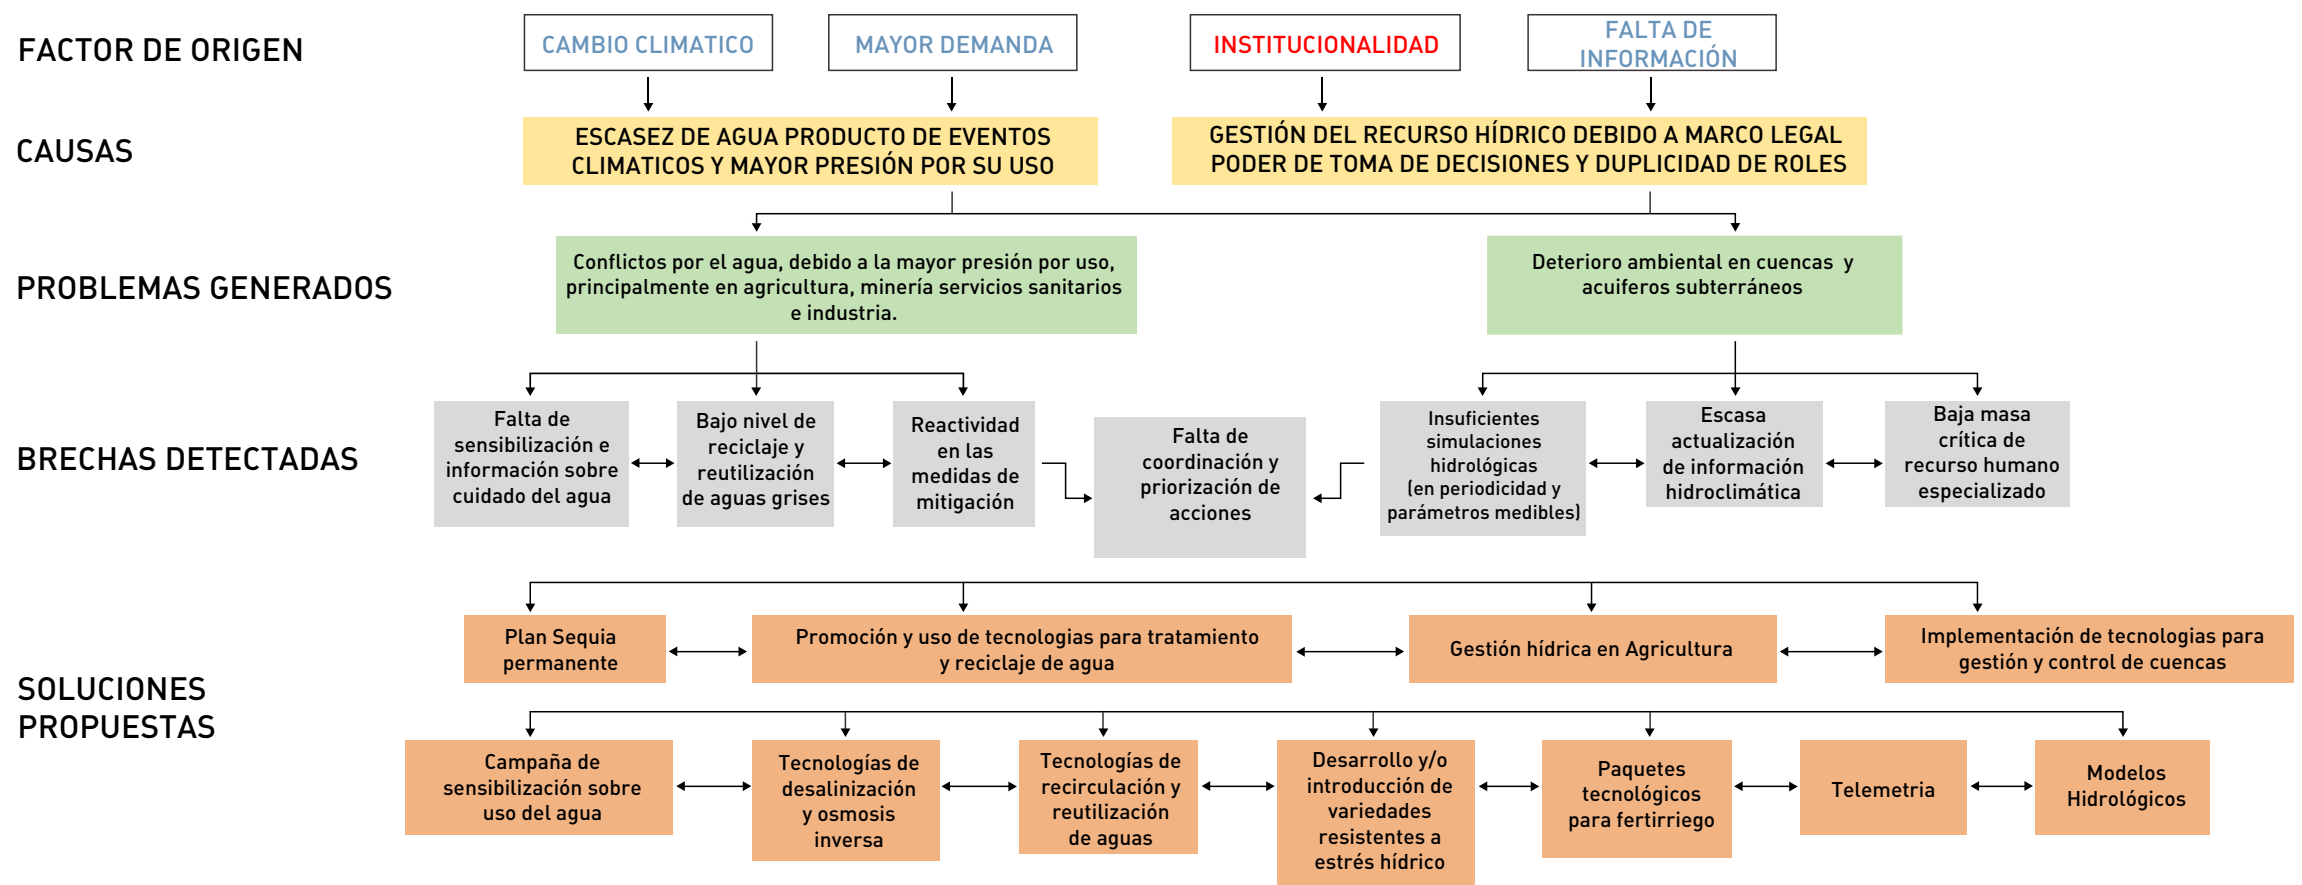 FACTOR DE ORIGEN
CAMBIO CLIMATICO
MAYOR DEMANDA
INSTITUCIONALIDAD
FALTA DE
INFORMACIÓN
CAUSAS
ESCASEZ DE AGUA PRODUCTO DE EVENTOS
CLIMATICOS Y MAYOR PRESIÓN POR SU USO
GESTIÓN DEL RECURSO HÍDRICO DEBIDO A MARCO LEGAL
PODER DE TOMA DE DECISIONES Y DUPLICIDAD DE ROLES
PROBLEMAS GENERADOS
Conflictos por el agua, debido a la mayor presión por uso,
principalmente en agricultura, minería servicios sanitarios
e industria.
Deterioro ambiental en cuencas y
acuiferos subterráneos
BRECHAS DETECTADAS
Falta de
sensibilización e
información sobre
cuidado del agua
Bajo nivel de
reciclaje y
reutilización
de aguas grises
Reactividad
en las
medidas de
mitigación
Falta de
coordinación y
priorización de
acciones
Insuficientes
simulaciones
hidrológicas
(en periodicidad y
parámetros medibles)
Escasa
actualización
de información
hidroclimática
Baja masa
crítica de
recurso humano
especializado
SOLUCIONES
PROPUESTAS
Plan Sequia
permanente
Promoción y uso de tecnologias para tratamiento
y reciclaje de agua
Gestión hídrica en Agricultura
Implementación de tecnologias para
gestión y control de cuencas
Campaña de
sensibilización sobre
uso del agua
Tecnologías de
desalinización
y osmosis
inversa
Tecnologías de
recirculación y
reutilización
de aguas
Desarrollo y/o
introducción de
variedades
resistentes a
estrés hídrico
Paquetes
tecnológicos
para fertirriego
Telemetria
Modelos
Hidrológicos